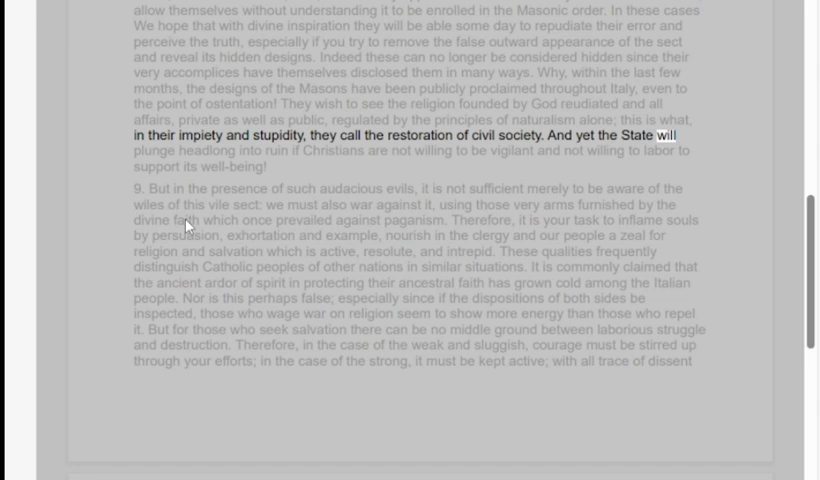 allow themselves without understanding it to be enrolled in the Masonic order. In these cases
We hope that with divine inspiration they will be able some day to repudiate their error and
perceive the truth, especially if you try to remove the false outward appearance of the sect
and reveal its hidden designs. Indeed these can no longer be considered hidden since their
very accomplices have themselves disclosed them in many ways. Why, within the last few
months, the designs of the Masons have been publicly proclaimed throughout Italy, even to
the point of ostentation! They wish to see the religion founded by God reudiated and all
affairs, private as well as public, regulated by the principles of naturalism alone; this is what,
in their impiety and stupidity, they call the restoration of civil society. And yet the State will
plunge headlong into ruin if Christians are not willing to be vigilant and not willing to labor to
support its well-being!
9. But in the presence of such audacious evils, it is not sufficient merely to be aware of the
wiles of this vile sect: we must also war against it, using those very arms furnished by the
divine faith which once prevailed against paganism. Therefore, it is your task to inflame souls
by persuasion, exhortation and example, nourish in the clergy and our people a zeal for
religion and salvation which is active, resolute, and intrepid. These qualities frequently
distinguish Catholic peoples of other nations in similar situations. It is commonly claimed that
the ancient ardor of spirit in protecting their ancestral faith has grown cold among the Italian
people. Nor is this perhaps false; especially since if the dispositions of both sides be
inspected, those who wage war on religion seem to show more energy than those who repel
it. But for those who seek salvation there can be no middle ground between laborious struggle
and destruction. Therefore, in the case of the weak and sluggish, courage must be stirred up
through your efforts; in the case of the strong, it must be kept active; with all trace of dissent